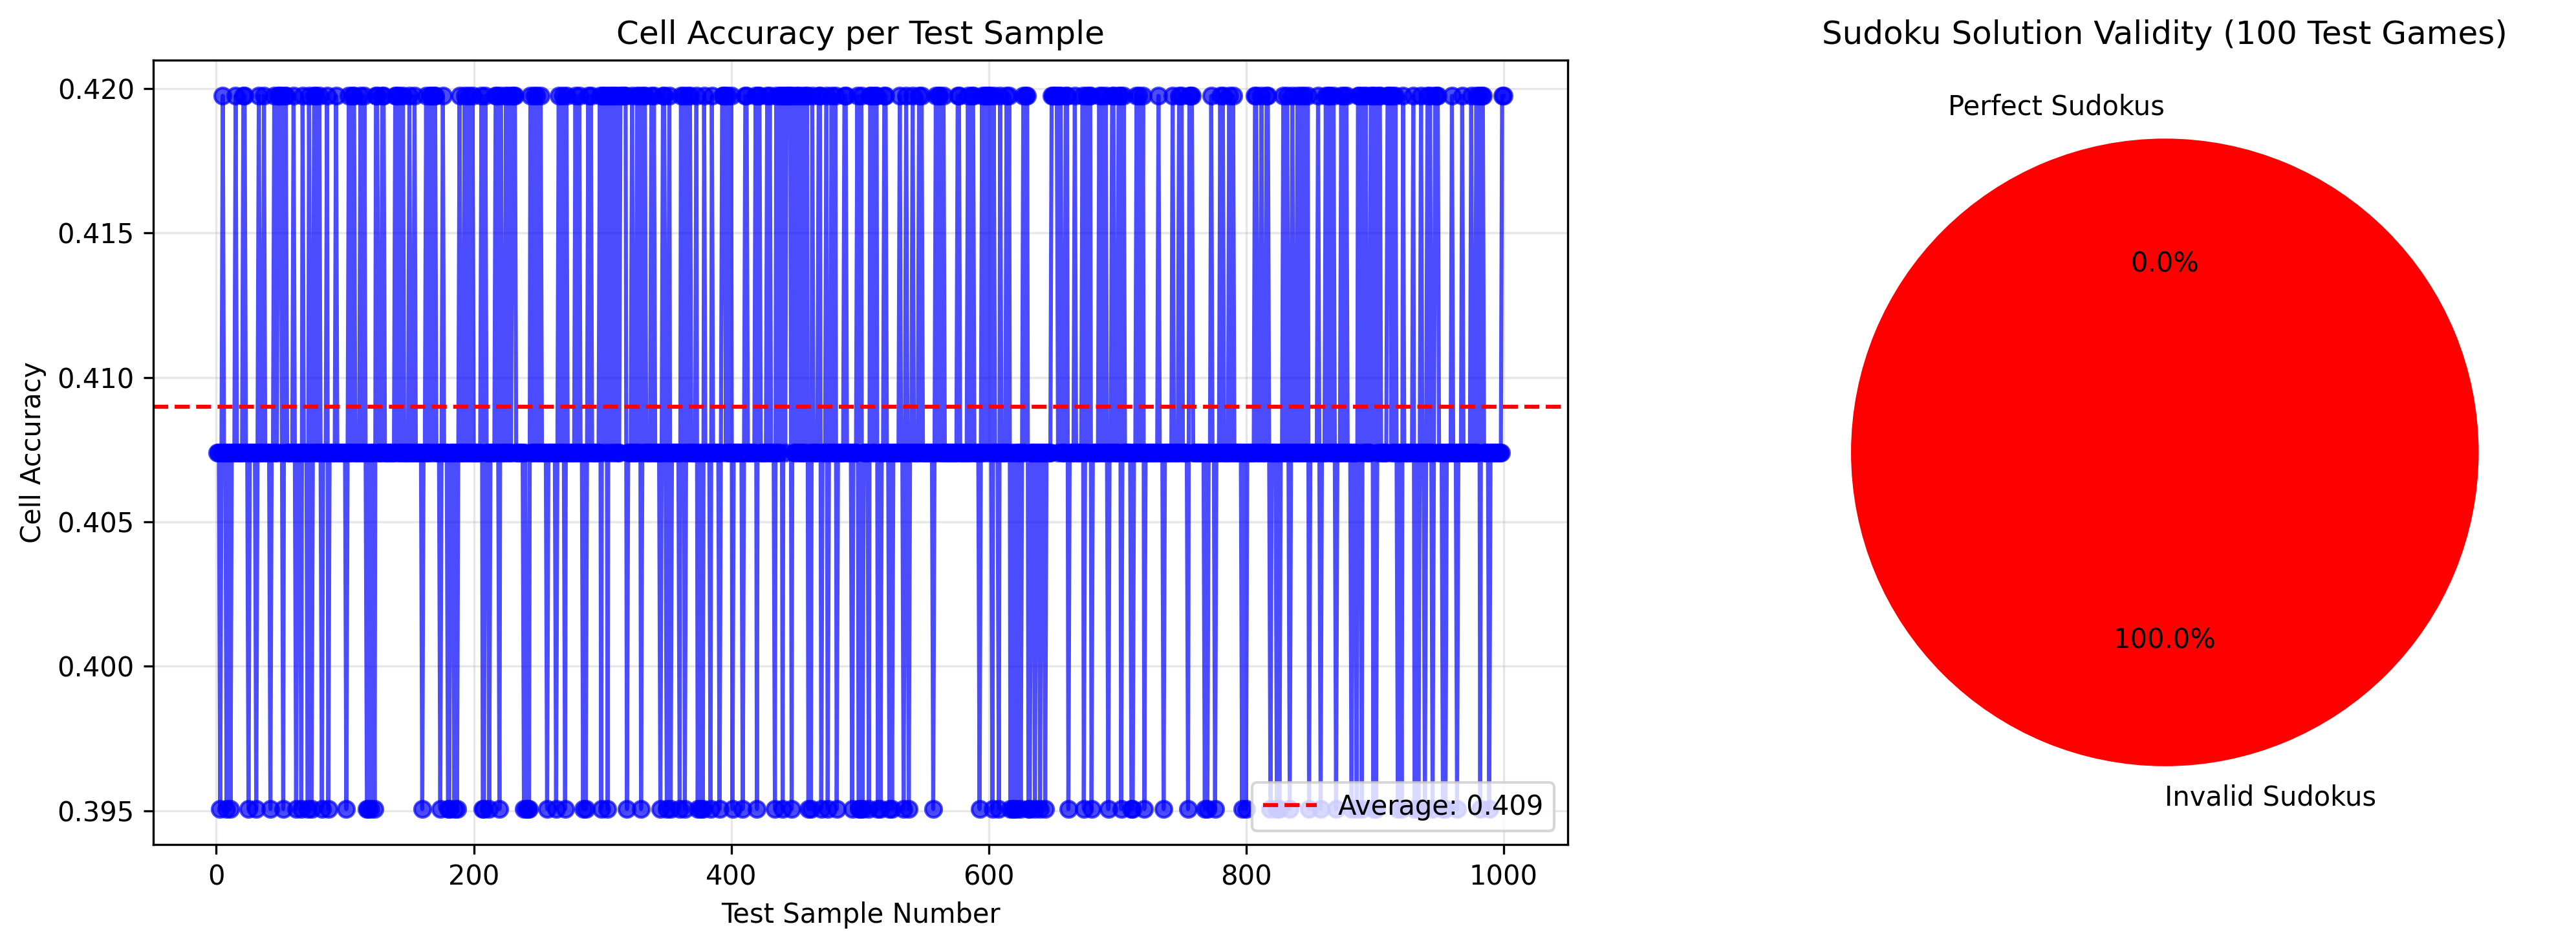 Cell Accuracy per Test Sample
Cell Accuracy
0.420
0.415
0.410
0.405
0.400
0.395
0
200
400
600
800
1000
Test Sample Number
Average: 0.409
Sudoku Solution Validity (100 Test Games)
Perfect Sudokus
0.0%
100.0%
Invalid Sudokus